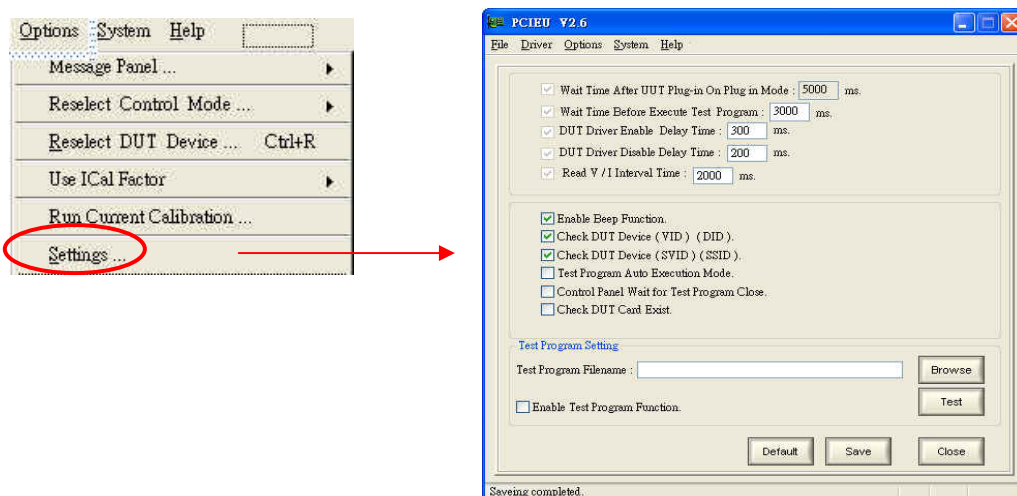 Options System Help
Message Panel ...
Reselect Control Mode ...
Reselect DUT Device ... Ctrl+R
Use ICal Factor
Run Current Calibration ...
Settings ...
PCIEU V2.6
File Driver Options System Help
Wait Time After UUT Plug-in On Plug in Mode : 5000 ms.
Wait Time Before Execute Test Program : 3000 ms.
DUT Driver Enable Delay Time : 300 ms.
DUT Driver Disable Delay Time : 200 ms.
Read V / I Interval Time : 2000 ms.
Enable Beep Function.
Check DUT Device ( VID ) ( DID ).
Check DUT Device ( SVID ) ( SSID ).
Test Program Auto Execution Mode.
Control Panel Wait for Test Program Close.
Check DUT Card Exist.
Test Program Setting
Test Program Filename : Browse
Enable Test Program Function. Test
Default Save Close
Saveing completed.